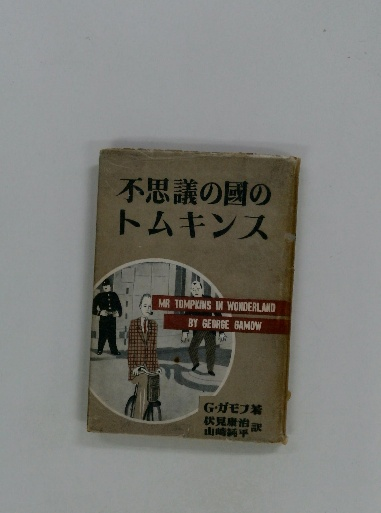 不思議の國の
トムキンス
MR TOMPKINS IN WONDERLAND
BY GEORGE GAMOW
G・ガモフ著
伏見康治訳
山崎純平